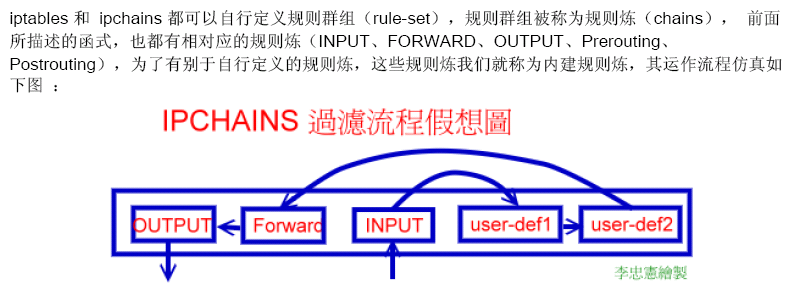 iptables 和 ipchains 都可以自行定义规则群组（rule-set），规则群组被称为规则炼（chains）， 前面
所描述的函式，也都有相对应的规则炼（INPUT、FORWARD、OUTPUT、Prerouting、
Postrouting），为了有别于自行定义的规则炼，这些规则炼我们就称为内建规则炼，其运作流程仿真如
下图 ：
IPCHAINS 過濾流程假想圖
OUTPUT Forward INPUT user-def1 user-def2
李忠憲繪製